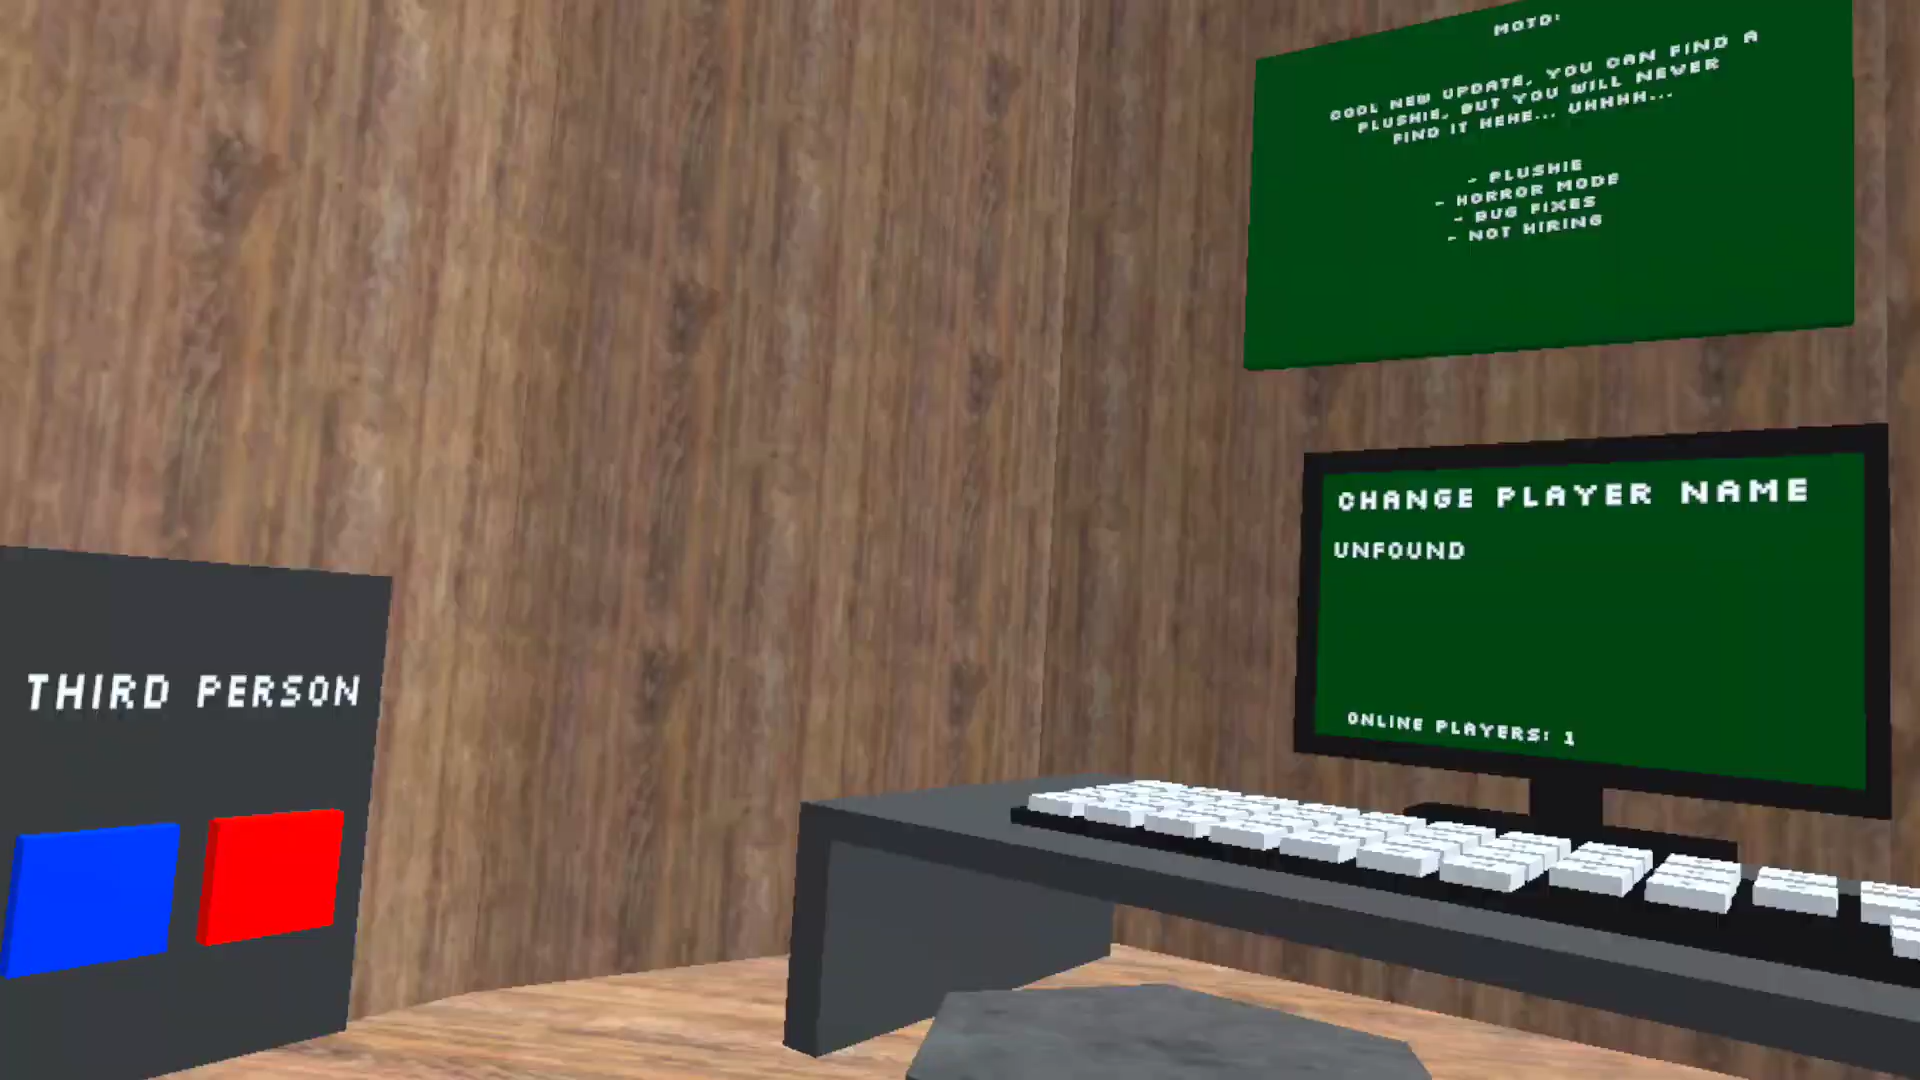 MOTD:
COOL NEW UPDATE, YOU CAN FIND A
PLUSHIE, BUT YOU WILL NEVER
FIND IT HEHE... UHHHH...
- PLUSHIE
- HORROR MODE
- BUG FIXES
- NOT HIRING
CHANGE PLAYER NAME
UNFOUND
ONLINE PLAYERS: 1
THIRD PERSON